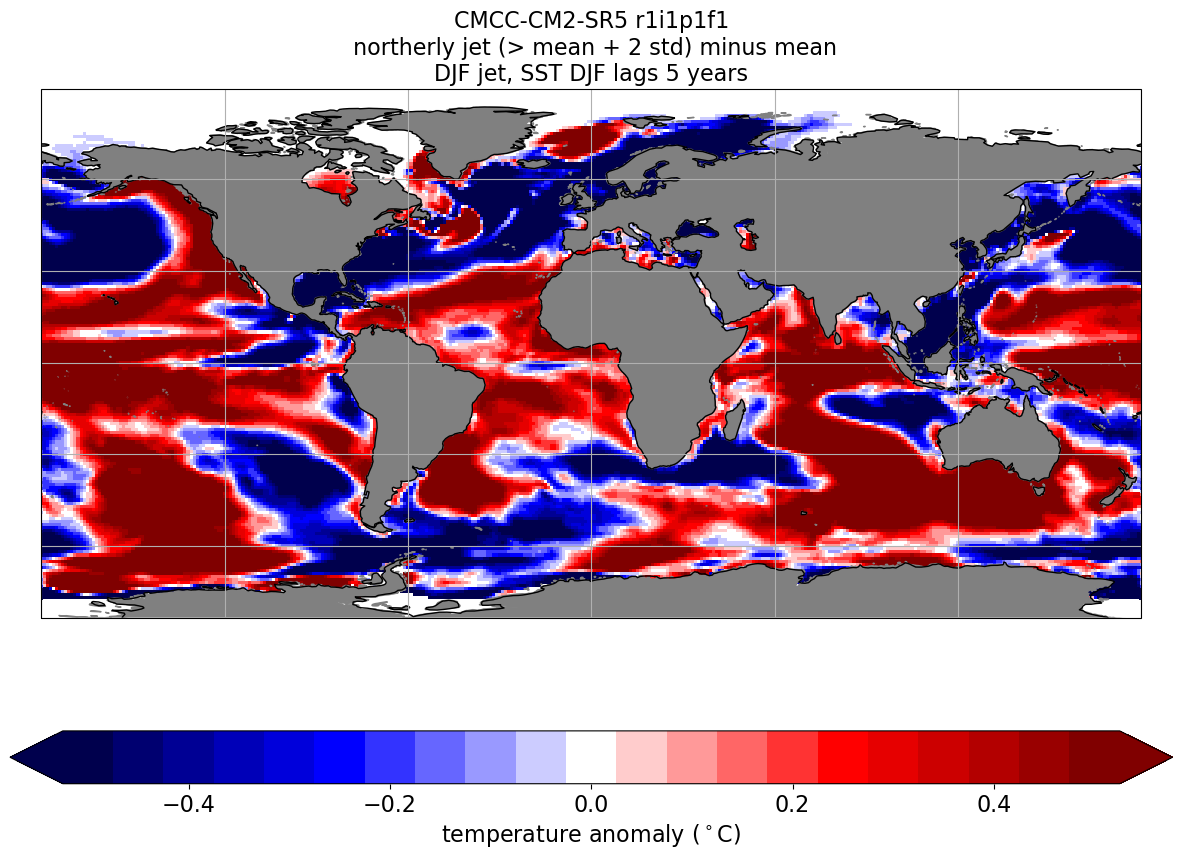 CMCC-CM2-SR5 r1i1p1f1
northerly jet (> mean + 2 std) minus mean
DJF jet, SST DJF lags 5 years
−0.4 −0.2 0.0 0.2 0.4
temperature anomaly (°C)